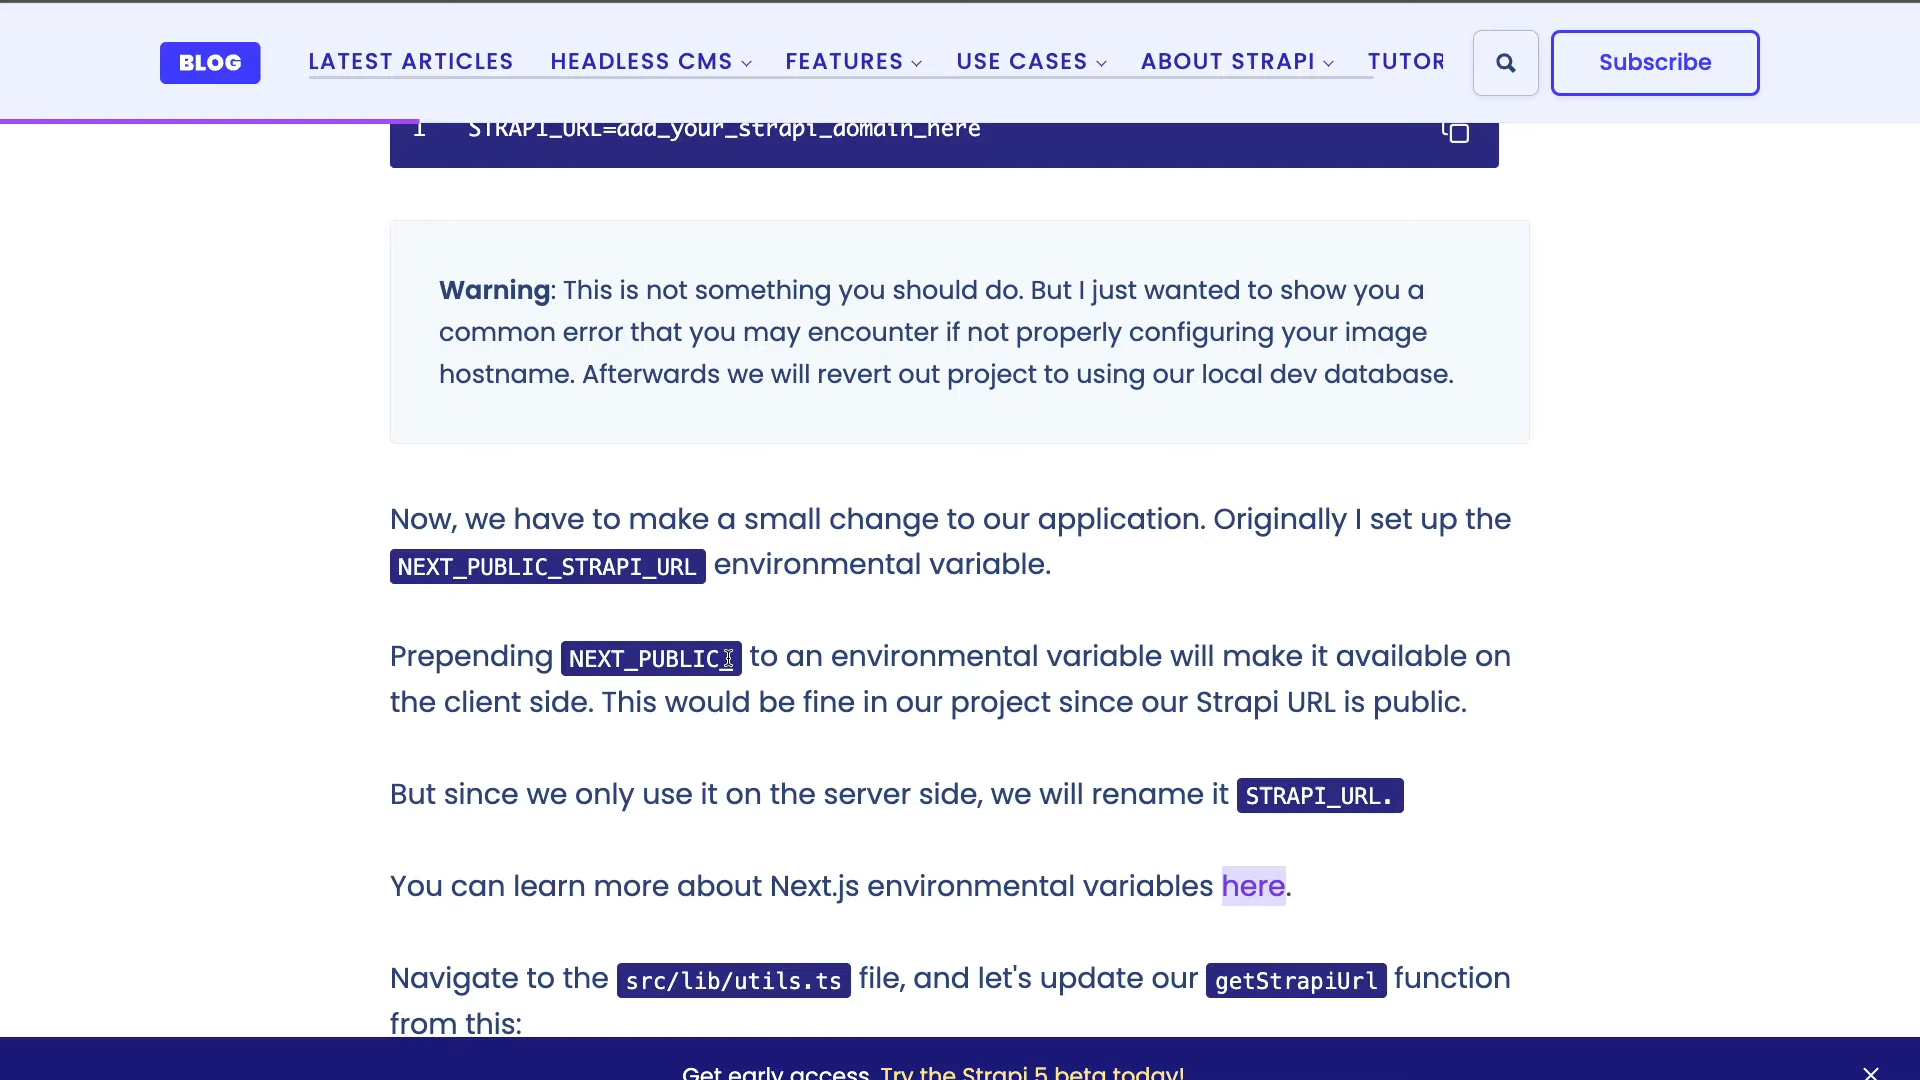 BLOG LATEST ARTICLES HEADLESS CMS FEATURES USE CASES ABOUT STRAPI TUTOR Subscribe
1 STRAPI_URL=add_your_strapi_domain_here
Warning: This is not something you should do. But I just wanted to show you a
common error that you may encounter if not properly configuring your image
hostname. Afterwards we will revert out project to using our local dev database.
Now, we have to make a small change to our application. Originally I set up the
NEXT_PUBLIC_STRAPI_URL environmental variable.
Prepending NEXT_PUBLIC_ to an environmental variable will make it available on
the client side. This would be fine in our project since our Strapi URL is public.
But since we only use it on the server side, we will rename it STRAPI_URL.
You can learn more about Next.js environmental variables here.
Navigate to the src/lib/utils.ts file, and let's update our getStrapiUrl function
from this:
Get early access. Try the Strapi 5 beta today!